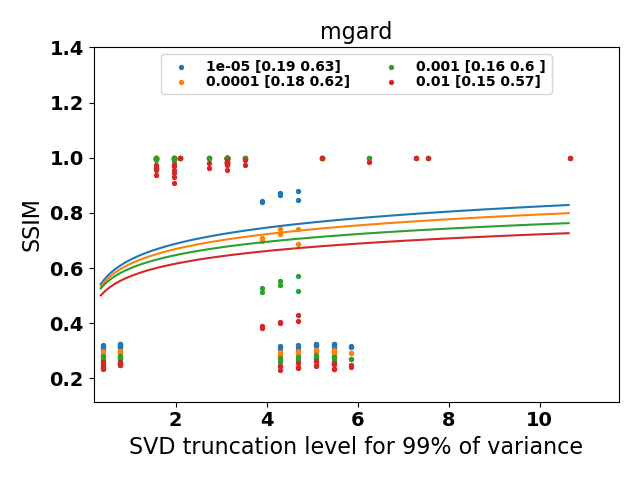 mgard
1e-05 [0.19 0.63]
0.0001 [0.18 0.62]
0.001 [0.16 0.6 ]
0.01 [0.15 0.57]
SSIM
1.4
1.2
1.0
0.8
0.6
0.4
0.2
2 4 6 8 10
SVD truncation level for 99% of variance